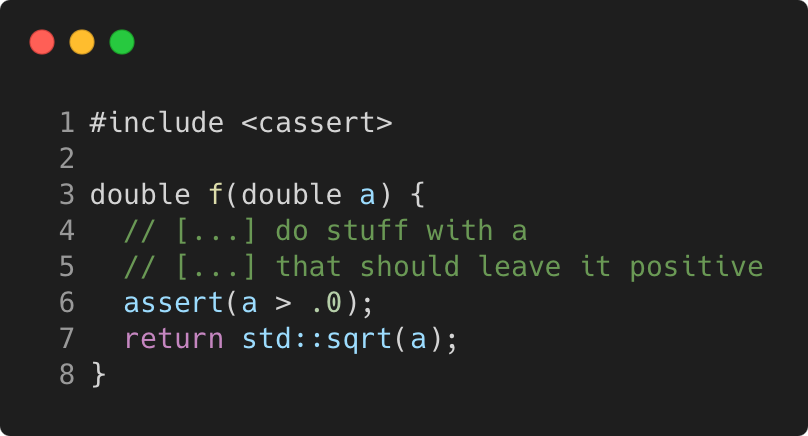 1 #include <cassert>
2
3 double f(double a) {
4   // [...] do stuff with a
5   // [...] that should leave it positive
6   assert(a > .0);
7   return std::sqrt(a);
8 }